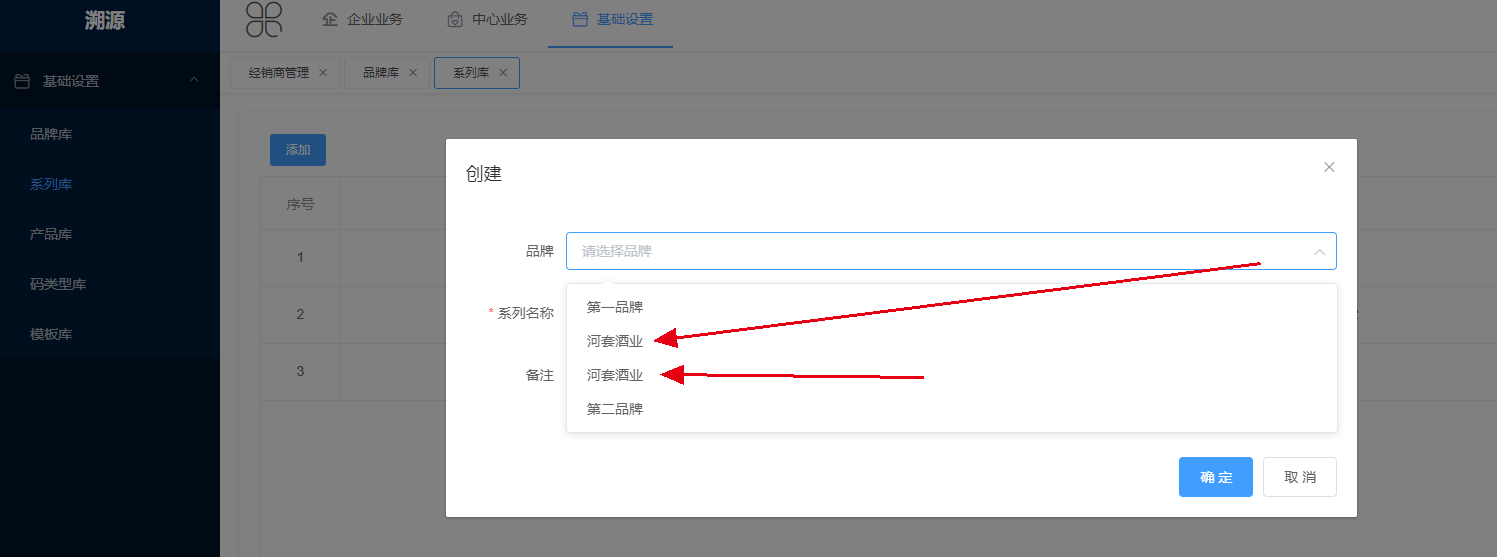 溯源
企业业务
中心业务
基础设置
基础设置
经销商管理
品牌库
系列库
品牌库
系列库
产品库
码类型库
模板库
添加
序号
1
2
3
创建
品牌
请选择品牌
* 系列名称
备注
第一品牌
河套酒业
河套酒业
第二品牌
确 定
取 消